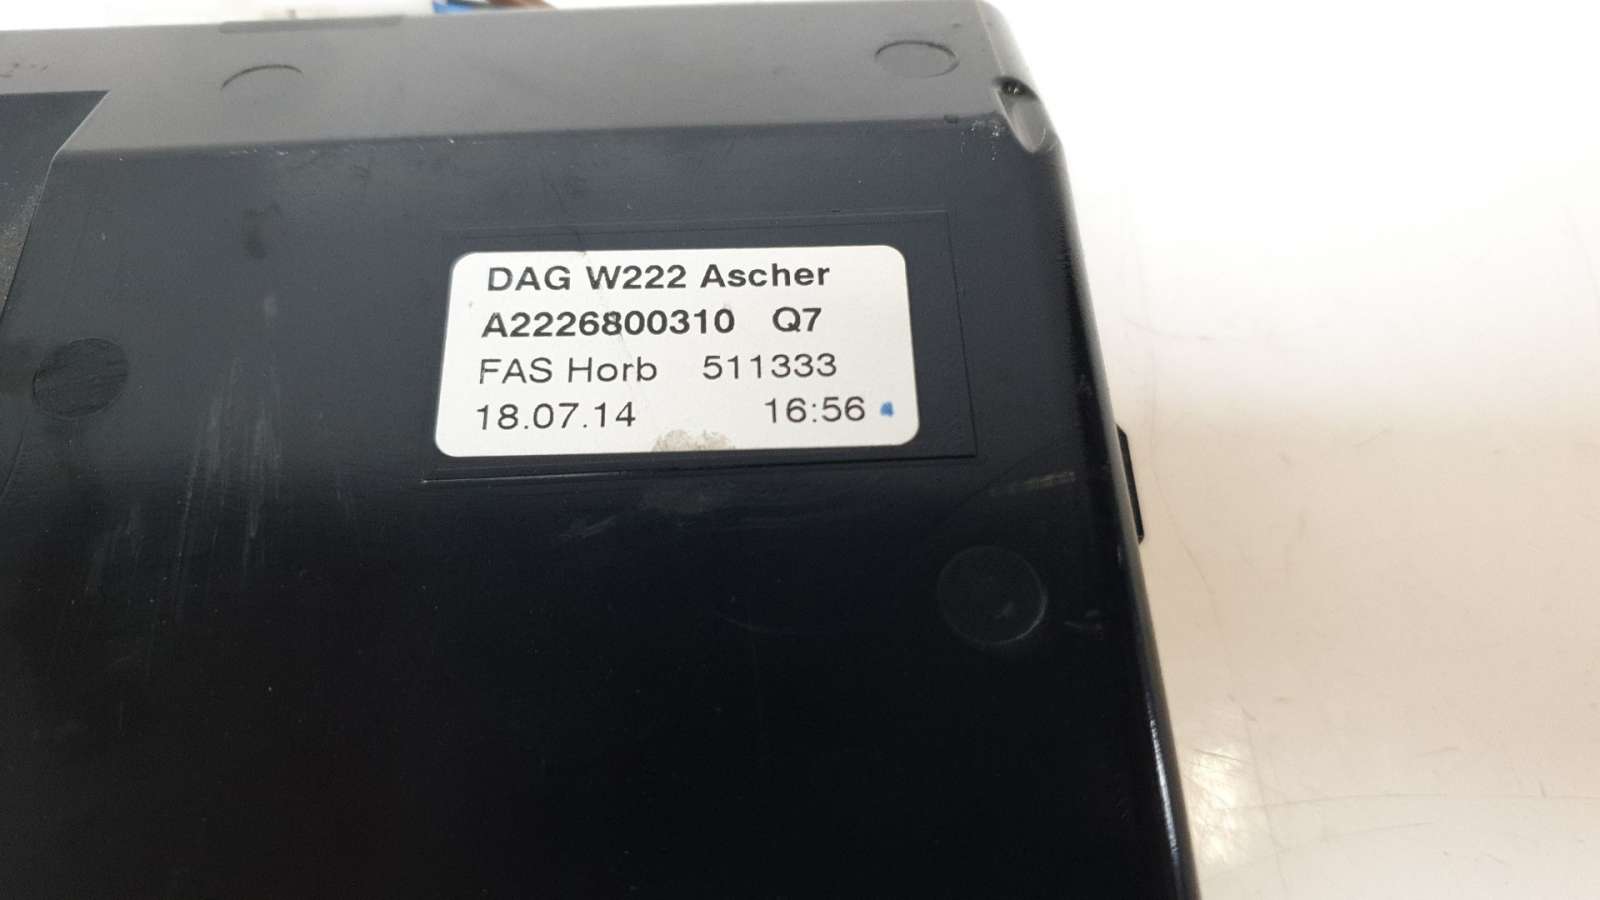 DAG W222 Ascher
A2226800310 Q7
FAS Horb 511333
18.07.14 16:56